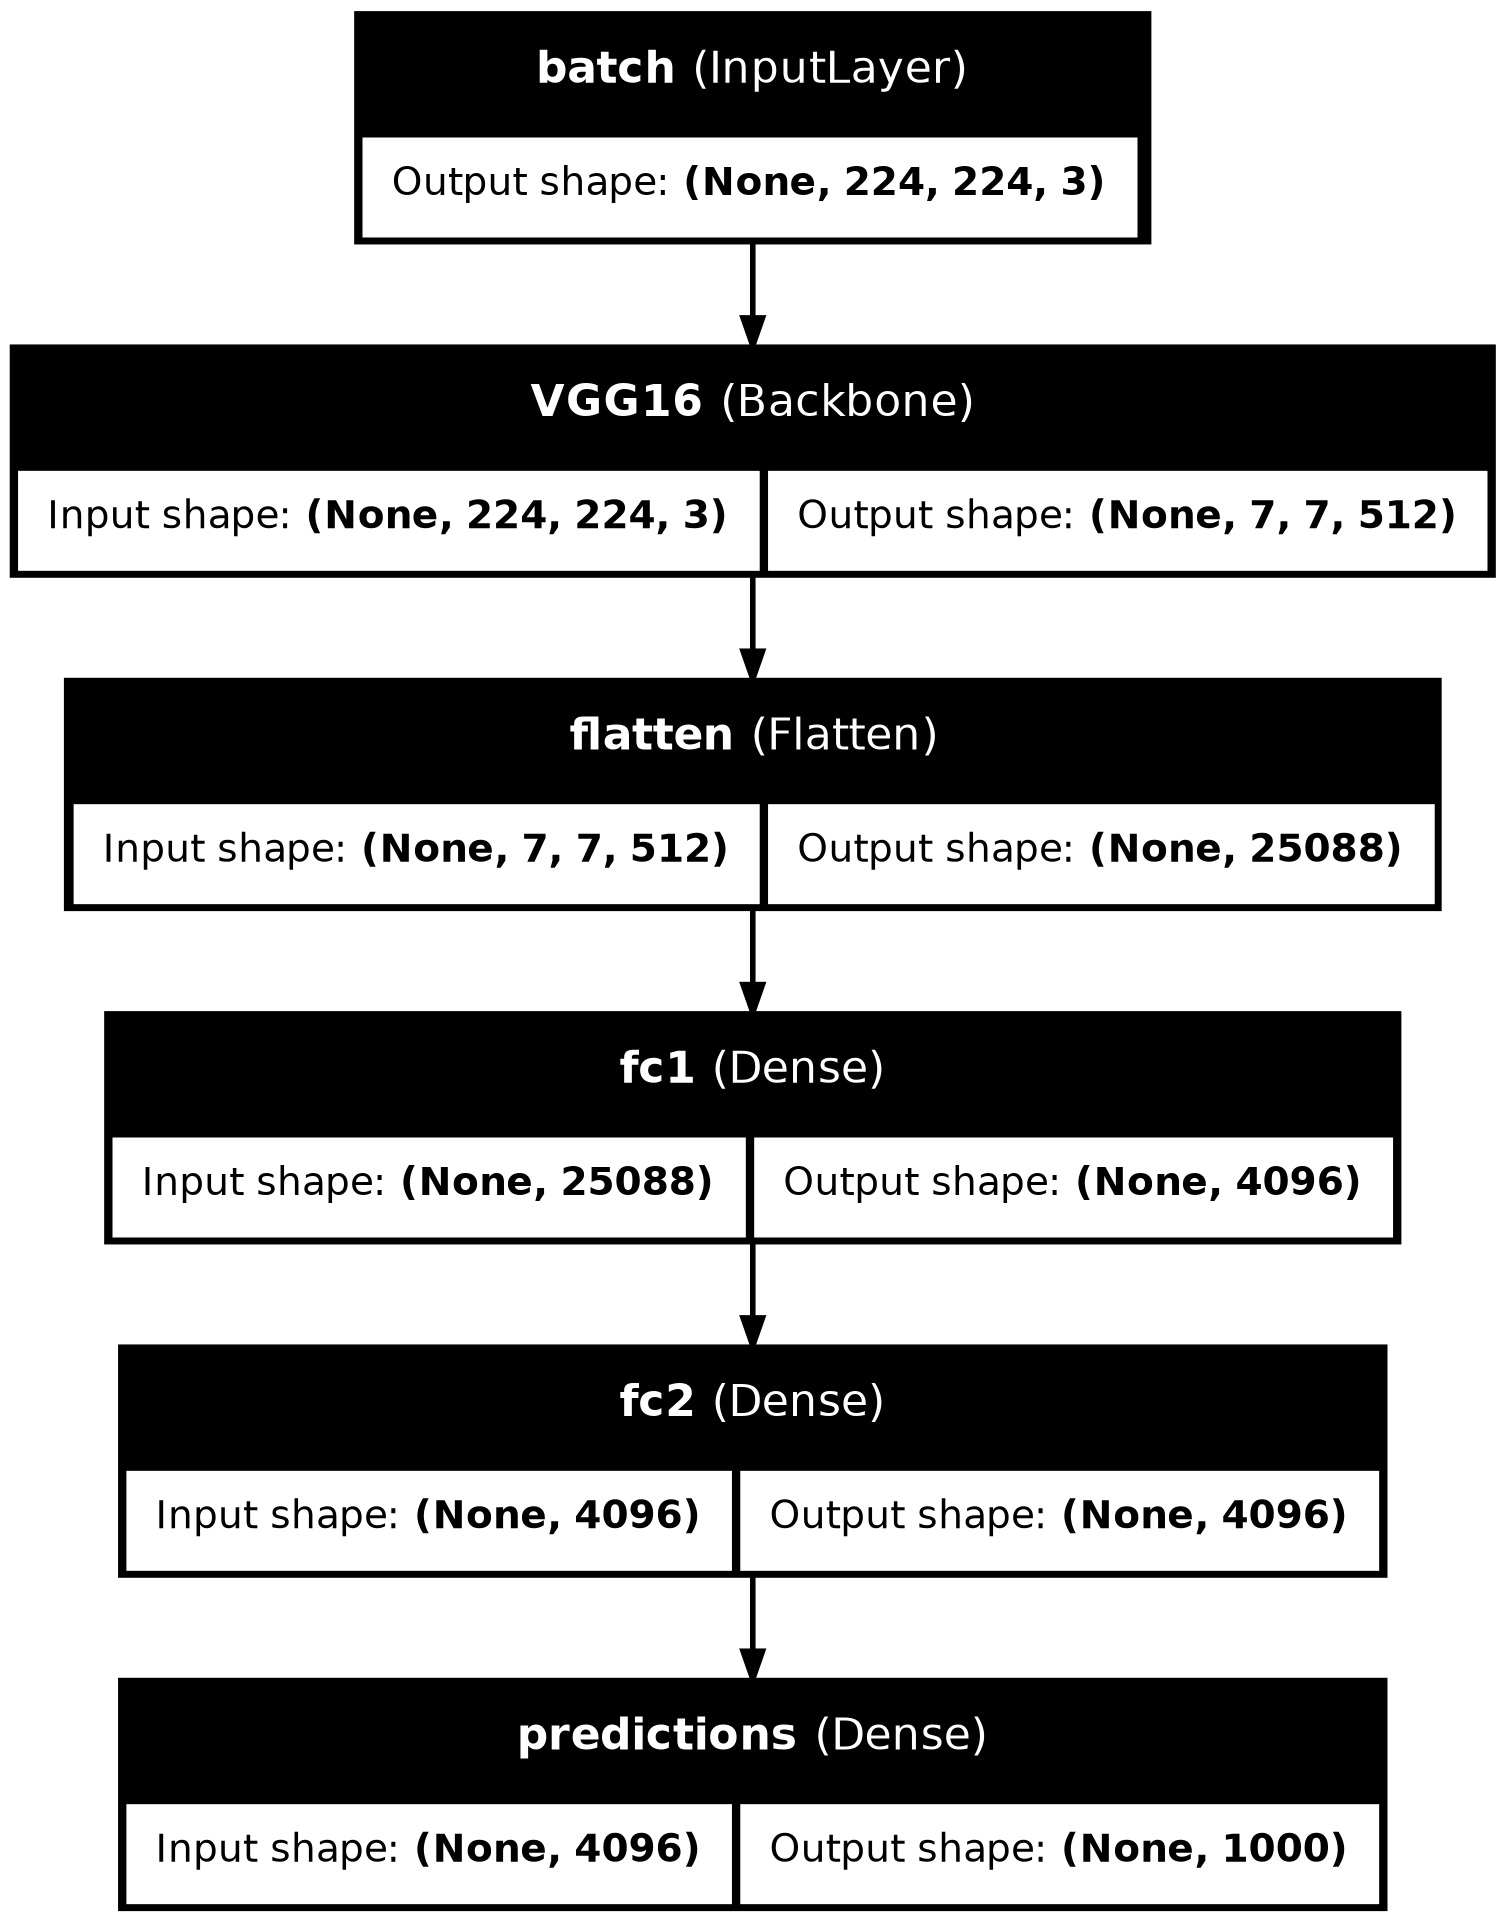 batch (InputLayer)
Output shape: (None, 224, 224, 3)
VGG16 (Backbone)
Input shape: (None, 224, 224, 3) Output shape: (None, 7, 7, 512)
flatten (Flatten)
Input shape: (None, 7, 7, 512) Output shape: (None, 25088)
fc1 (Dense)
Input shape: (None, 25088) Output shape: (None, 4096)
fc2 (Dense)
Input shape: (None, 4096) Output shape: (None, 4096)
predictions (Dense)
Input shape: (None, 4096) Output shape: (None, 1000)